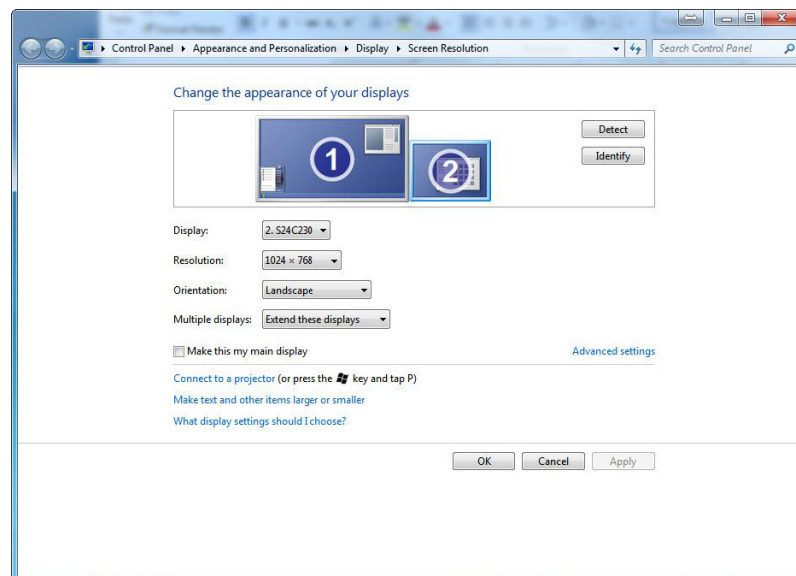 Control Panel ▸ Appearance and Personalization ▸ Display ▸ Screen Resolution
Search Control Panel
Change the appearance of your displays
1
2
Detect
Identify
Display: 2. S24C230
Resolution: 1024 × 768
Orientation: Landscape
Multiple displays: Extend these displays
Make this my main display
Advanced settings
Connect to a projector (or press the key and tap P)
Make text and other items larger or smaller
What display settings should I choose?
OK Cancel Apply